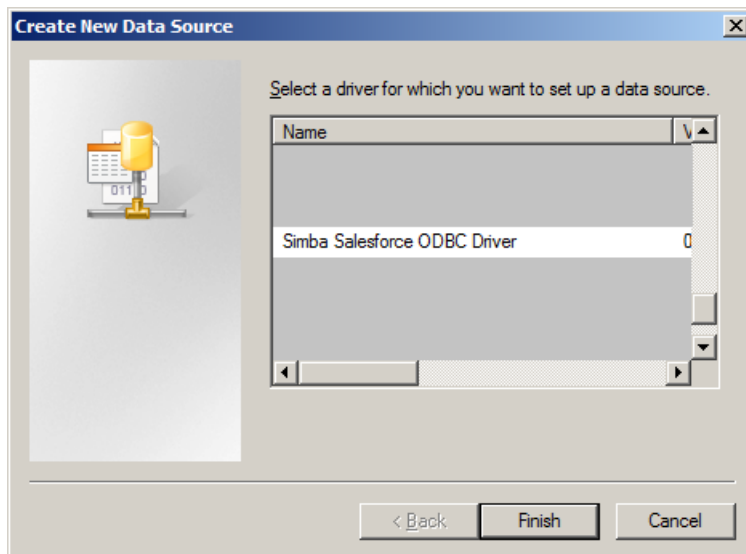 Create New Data Source
Select a driver for which you want to set up a data source.
Name V
Simba Salesforce ODBC Driver 0
< Back Finish Cancel